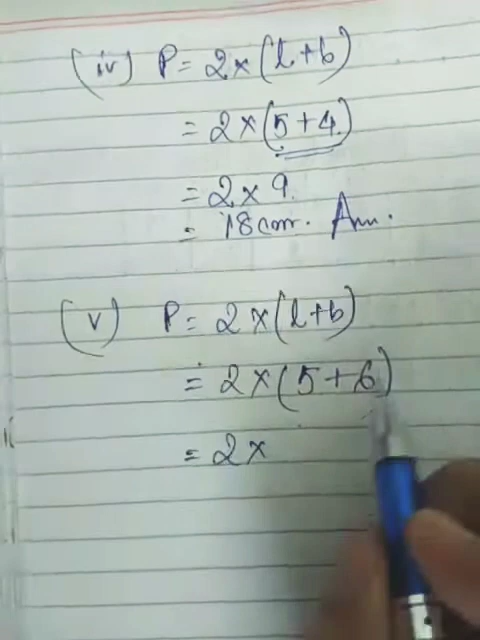 (iv) P = 2 × (l + b)
= 2 × (5 + 4)
= 2 × 9
= 18 cm. Ans.
(v) P = 2 × (l + b)
= 2 × (5 + 6)
= 2 ×